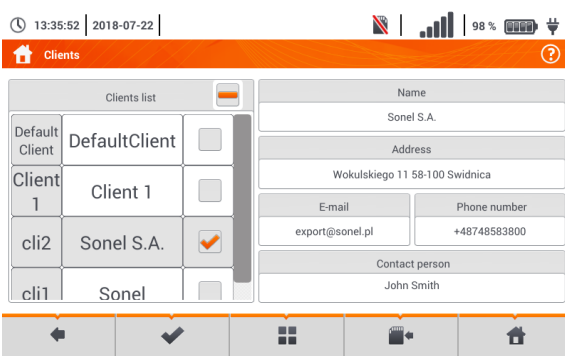 13:35:52 2018-07-22 98 %
Clients
Clients list
Default
Client
DefaultClient
Client
1
Client 1
cli2
Sonel S.A.
cli1
Sonel
Name
Sonel S.A.
Address
Wokulskiego 11 58-100 Swidnica
E-mail
Phone number
export@sonel.pl
+48748583800
Contact person
John Smith